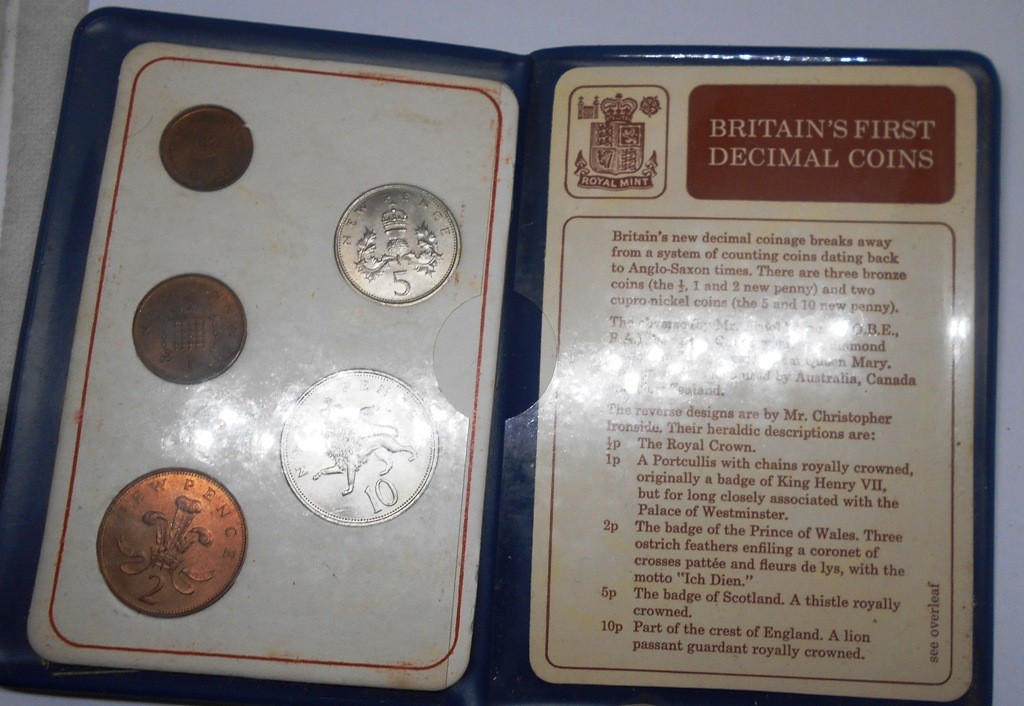 NEW PENCE
5
10
NEW PENCE
2
ROYAL MINT
BRITAIN'S FIRST
DECIMAL COINS
Britain's new decimal coinage breaks away
from a system of counting coins dating back
to Anglo-Saxon times. There are three bronze
coins (the ½, 1 and 2 new penny) and two
cupro-nickel coins (the 5 and 10 new penny).
The Mr. O.B.E.,
Queen Mary.
by Australia, Canada
The reverse designs are by Mr. Christopher
Ironside. Their heraldic descriptions are:
½p The Royal Crown.
1p A Portcullis with chains royally crowned,
originally a badge of King Henry VII,
but for long closely associated with the
Palace of Westminster.
2p The badge of the Prince of Wales. Three
ostrich feathers enfiling a coronet of
crosses pattée and fleurs de lys, with the
motto "Ich Dien."
5p The badge of Scotland. A thistle royally
crowned.
10p Part of the crest of England. A lion
passant guardant royally crowned.
see overleaf